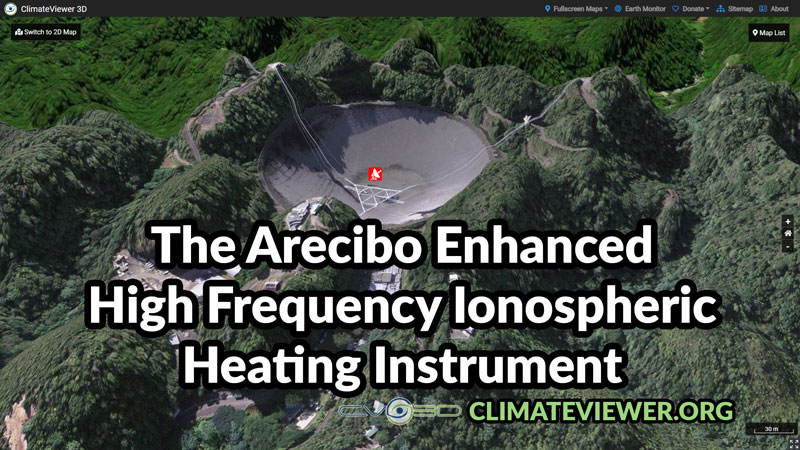 ClimateViewer 3D
Fullscreen Maps
Earth Monitor
Donate
Sitemap
About
Switch to 2D Map
Map List
+
-
The Arecibo Enhanced
High Frequency Ionospheric
Heating Instrument
CLIMATEVIEWER.ORG
30 m